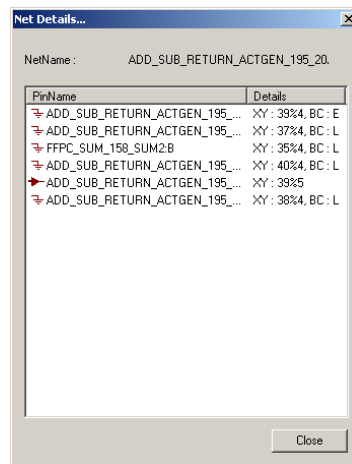 Net Details...
NetName : ADD_SUB_RETURN_ACTGEN_195_20.
PinName Details
ADD_SUB_RETURN_ACTGEN_195_... XY : 39%4, BC : E
ADD_SUB_RETURN_ACTGEN_195_... XY : 37%4, BC : L
FFPC_SUM_158_SUM2:B XY : 35%4, BC : L
ADD_SUB_RETURN_ACTGEN_195_... XY : 40%4, BC : L
ADD_SUB_RETURN_ACTGEN_195_... XY : 39%5
ADD_SUB_RETURN_ACTGEN_195_... XY : 38%4, BC : L
Close